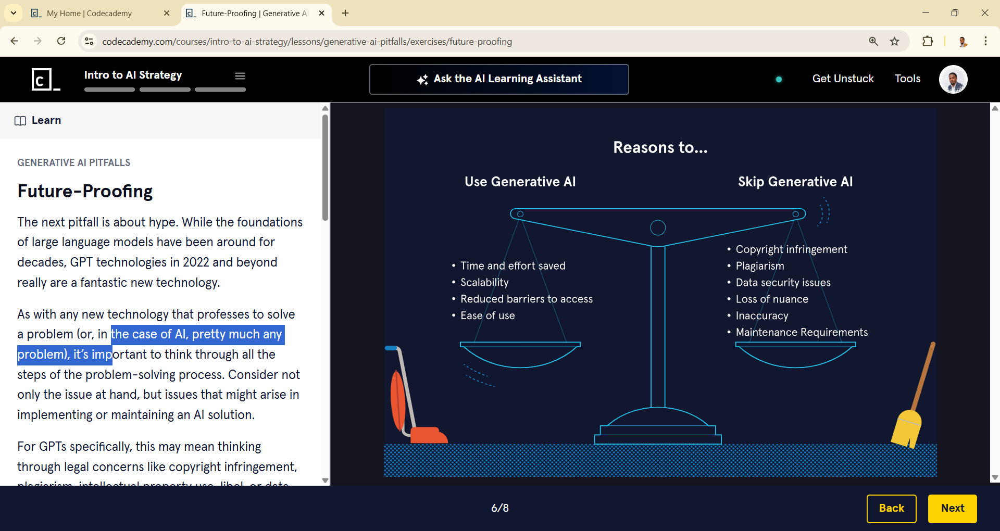 My Home | Codecademy
Future-Proofing | Generative AI
codecademy.com/courses/intro-to-ai-strategy/lessons/generative-ai-pitfalls/exercises/future-proofing
c_
Intro to AI Strategy
Ask the AI Learning Assistant
Get Unstuck
Tools
Learn
GENERATIVE AI PITFALLS
Future-Proofing
The next pitfall is about hype. While the foundations
of large language models have been around for
decades, GPT technologies in 2022 and beyond
really are a fantastic new technology.
As with any new technology that professes to solve
a problem (or, in the case of AI, pretty much any
problem), it’s important to think through all the
steps of the problem-solving process. Consider not
only the issue at hand, but issues that might arise in
implementing or maintaining an AI solution.
For GPTs specifically, this may mean thinking
through legal concerns like copyright infringement,
plagiarism, intellectual property use, libel, or data
Reasons to...
Use Generative AI
• Time and effort saved
• Scalability
• Reduced barriers to access
• Ease of use
Skip Generative AI
• Copyright infringement
• Plagiarism
• Data security issues
• Loss of nuance
• Inaccuracy
• Maintenance Requirements
6/8
Back
Next